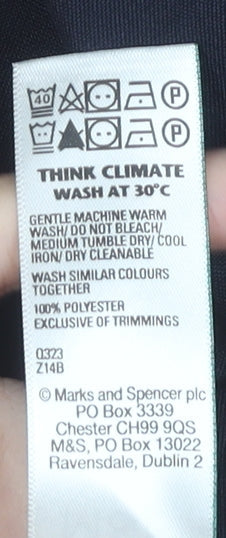 40 P
P
THINK CLIMATE
WASH AT 30°C
GENTLE MACHINE WARM
WASH/ DO NOT BLEACH/
MEDIUM TUMBLE DRY/ COOL
IRON/ DRY CLEANABLE
WASH SIMILAR COLOURS
TOGETHER
100% POLYESTER
EXCLUSIVE OF TRIMMINGS
Q323
Z14B
© Marks and Spencer plc
PO Box 3339
Chester CH99 9QS
M&S, PO Box 13022
Ravensdale, Dublin 2